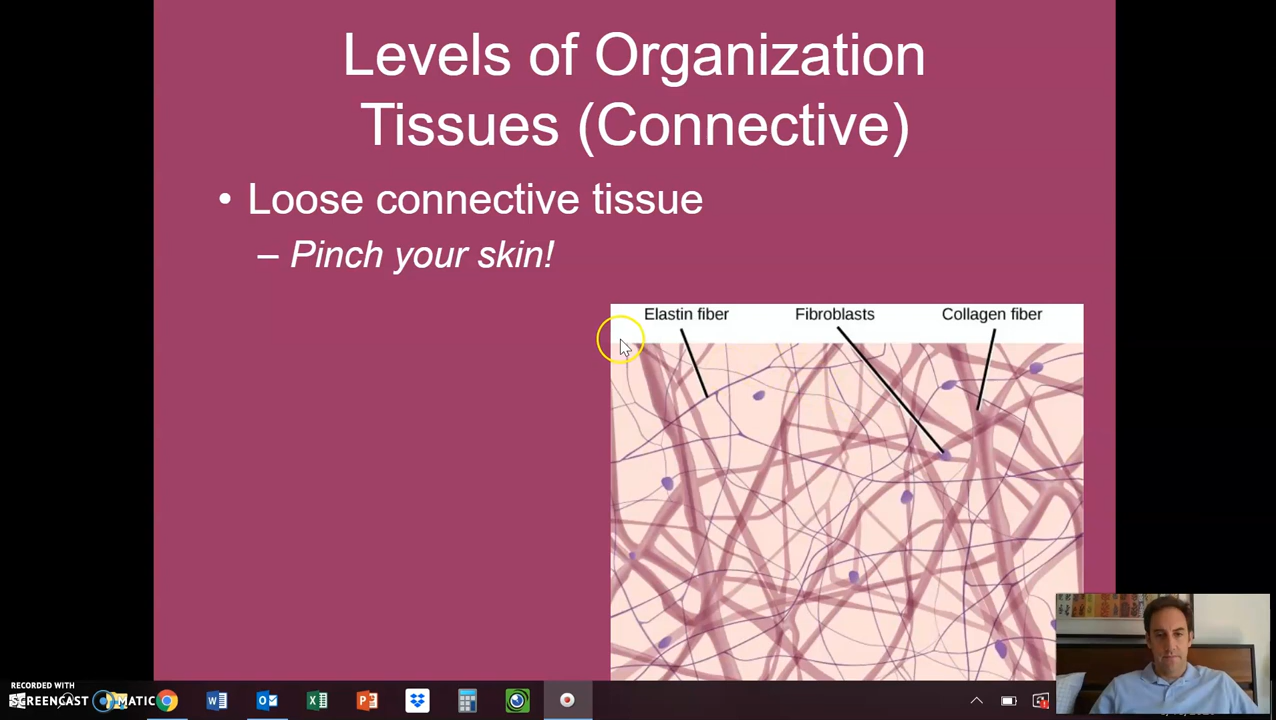 Levels of Organization
Tissues (Connective)
• Loose connective tissue
– Pinch your skin!
Elastin fiber Fibroblasts Collagen fiber
RECORDED WITH
SCREENCAST MATIC